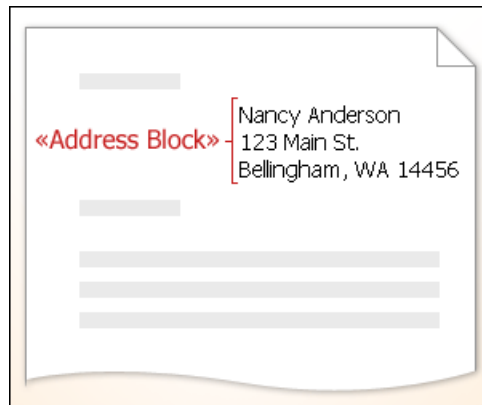 «Address Block»
Nancy Anderson
123 Main St.
Bellingham, WA 14456